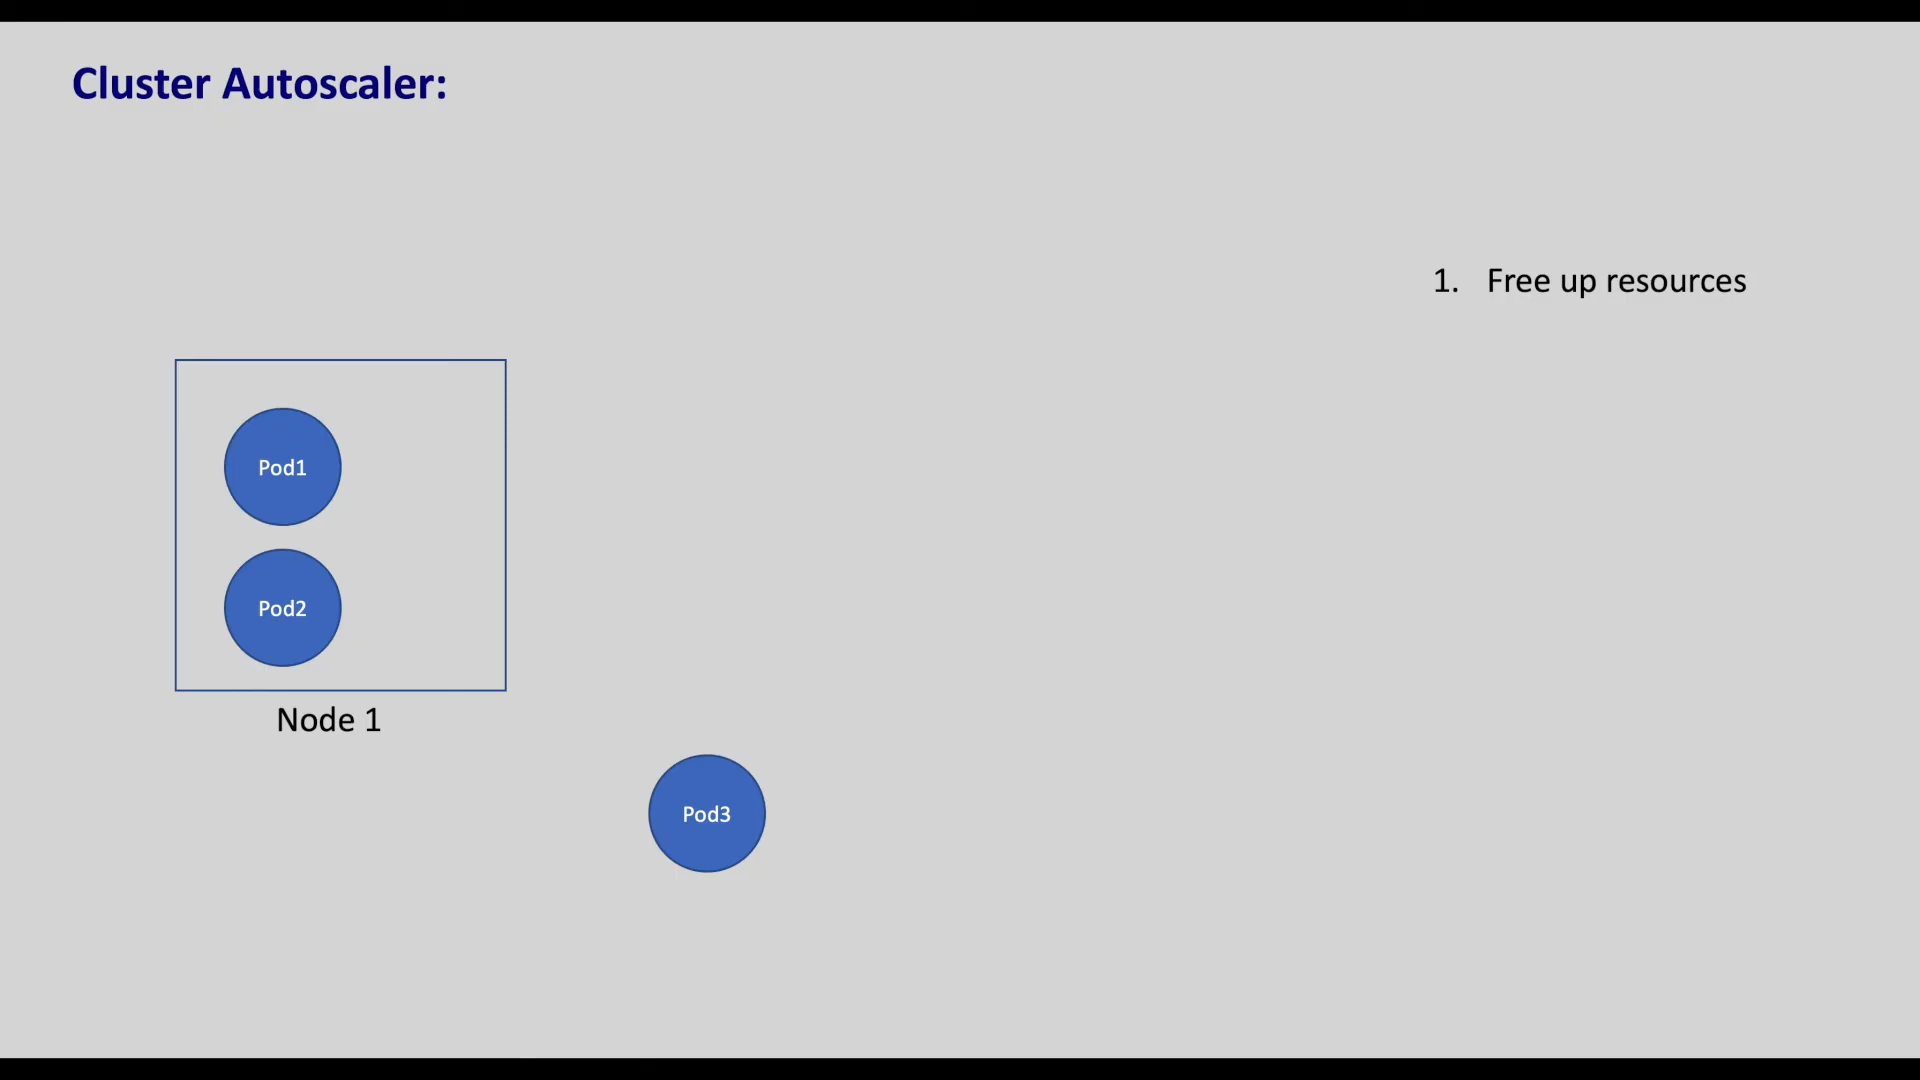 Cluster Autoscaler:
1. Free up resources
Pod1
Pod2
Node 1
Pod3